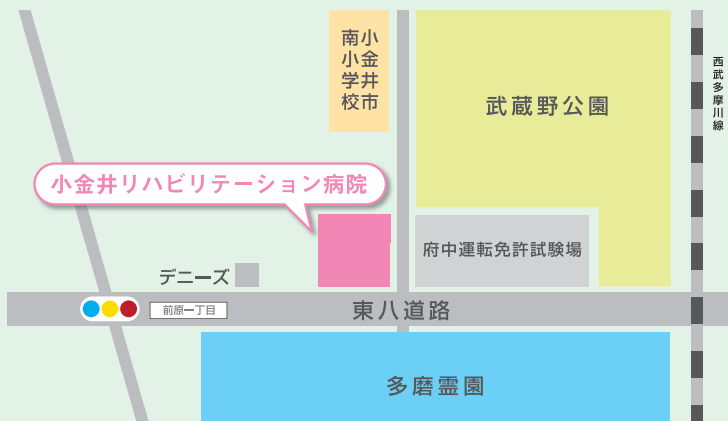 小金井市
南小学校
武蔵野公園
西武多摩川線
小金井リハビリテーション病院
府中運転免許試験場
デニーズ
前原一丁目
東八道路
多磨霊園